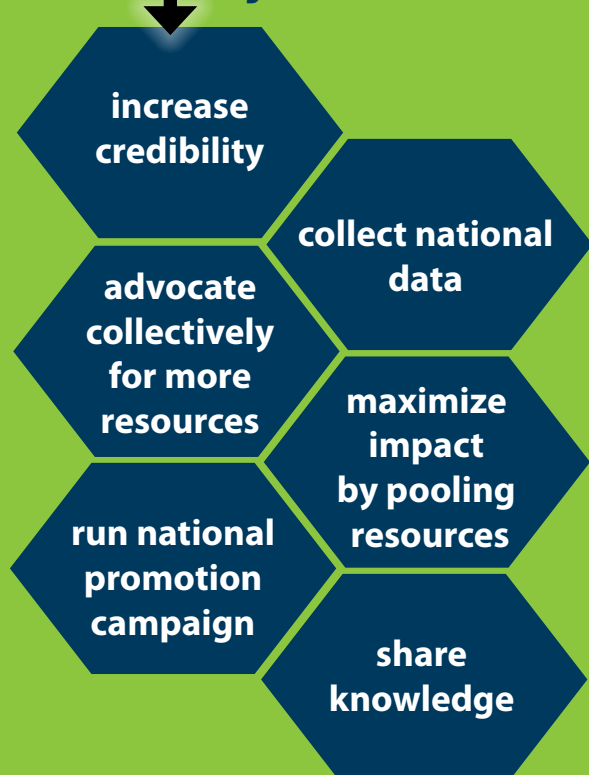 increase
credibility
collect national
data
advocate
collectively
for more
resources
maximize
impact
by pooling
resources
run national
promotion
campaign
share
knowledge